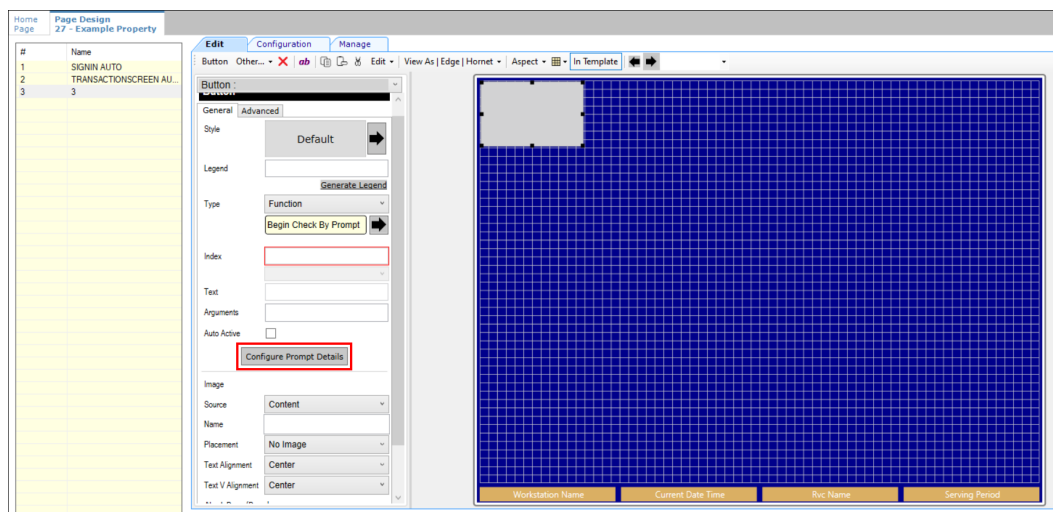 Home Page
Page Design
27 - Example Property
# Name
1 SIGNIN AUTO
2 TRANSACTIONSCREEN AU...
3 3
Edit Configuration Manage
Button Other... ab Edit View As | Edge | Hornet Aspect In Template
Button :
General Advanced
Style Default
Legend
Generate Legend
Type Function
Begin Check By Prompt
Index
Text
Arguments
Auto Active
Configure Prompt Details
Image
Source Content
Name
Placement No Image
Text Alignment Center
Text V Alignment Center
Workstation Name Current Date Time Rvc Name Serving Period